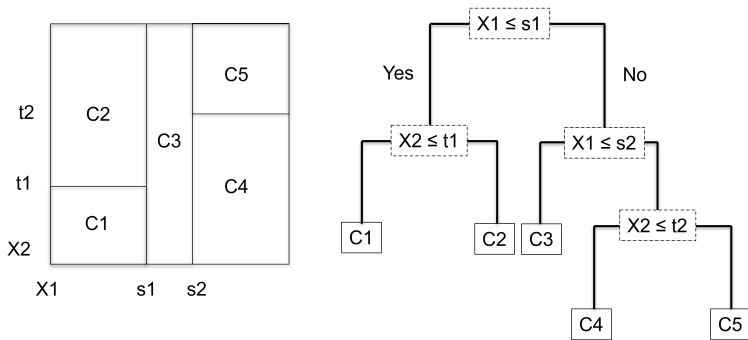 C5
t2
C2
C3
t1
C4
C1
X2
X1
s1
s2
X1 ≤ s1
Yes
No
X2 ≤ t1
X1 ≤ s2
C1
C2
C3
X2 ≤ t2
C4
C5